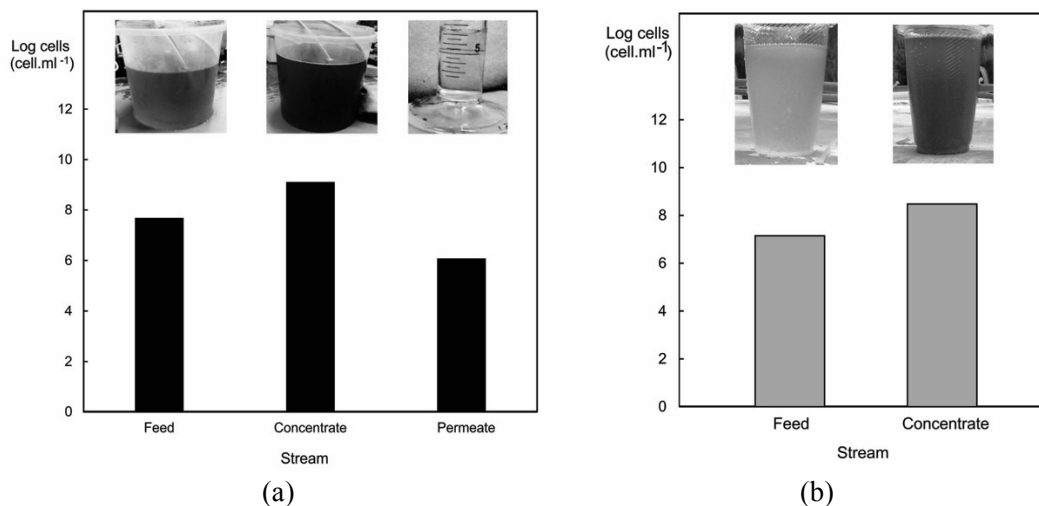 Log cells
(cell.ml -1)
12
10
8
6
4
2
0
5
Feed
Concentrate
Permeate
Stream
(a)
Log cells
(cell.ml-1)
12
10
8
6
4
2
0
Feed
Concentrate
Stream
(b)